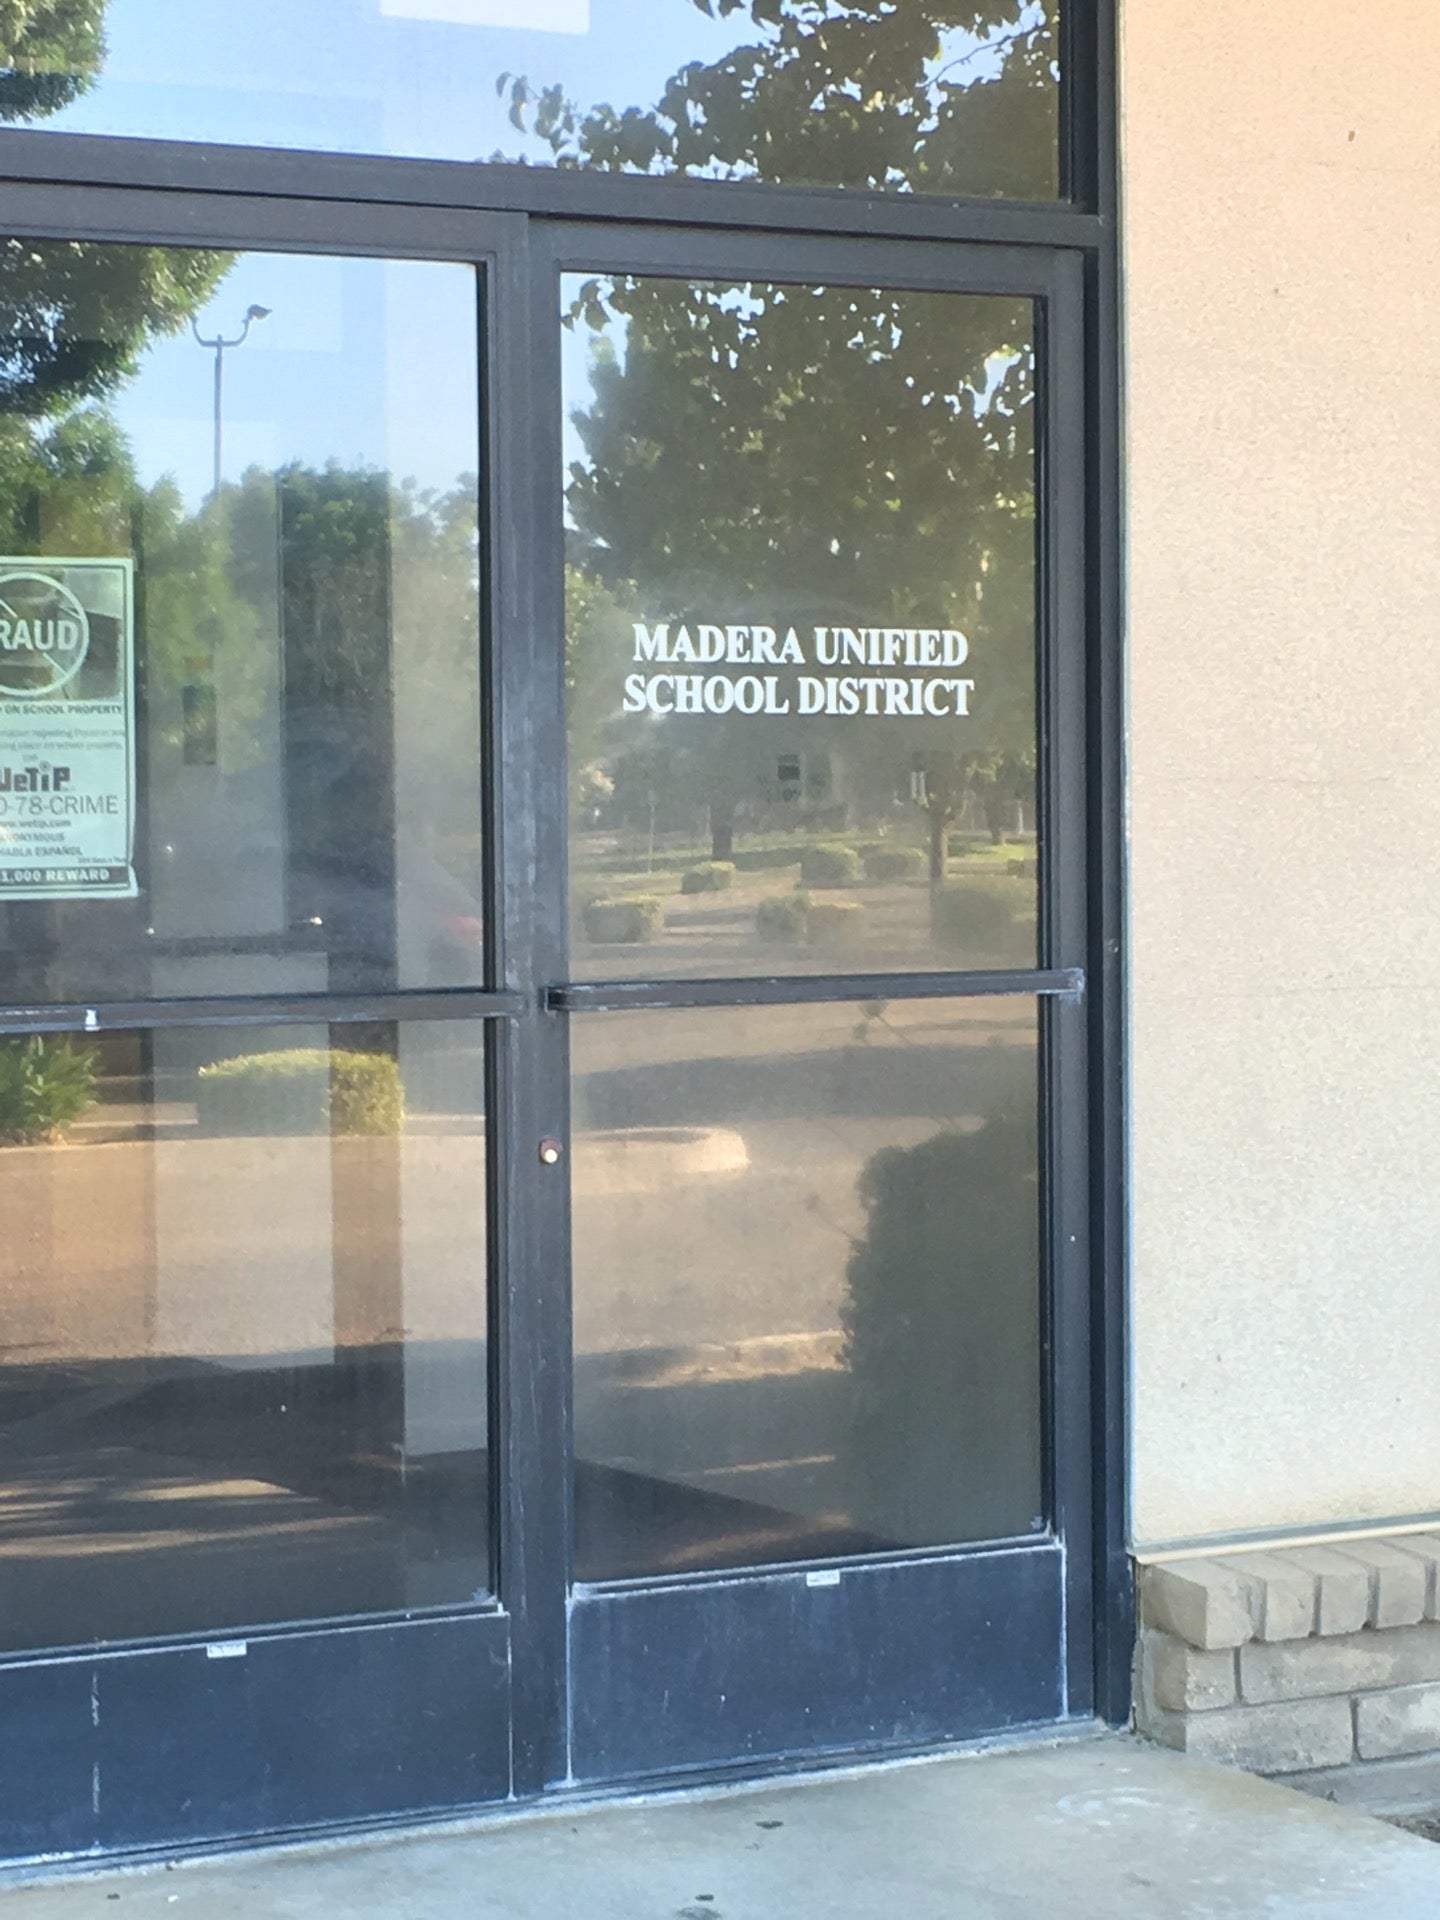 RAUD
ON SCHOOL PROPERTY
WeTiP
0-78-CRIME
www.wetip.com
ANONYMOUS
HABLA ESPAÑOL
1,000 REWARD
MADERA UNIFIED
SCHOOL DISTRICT